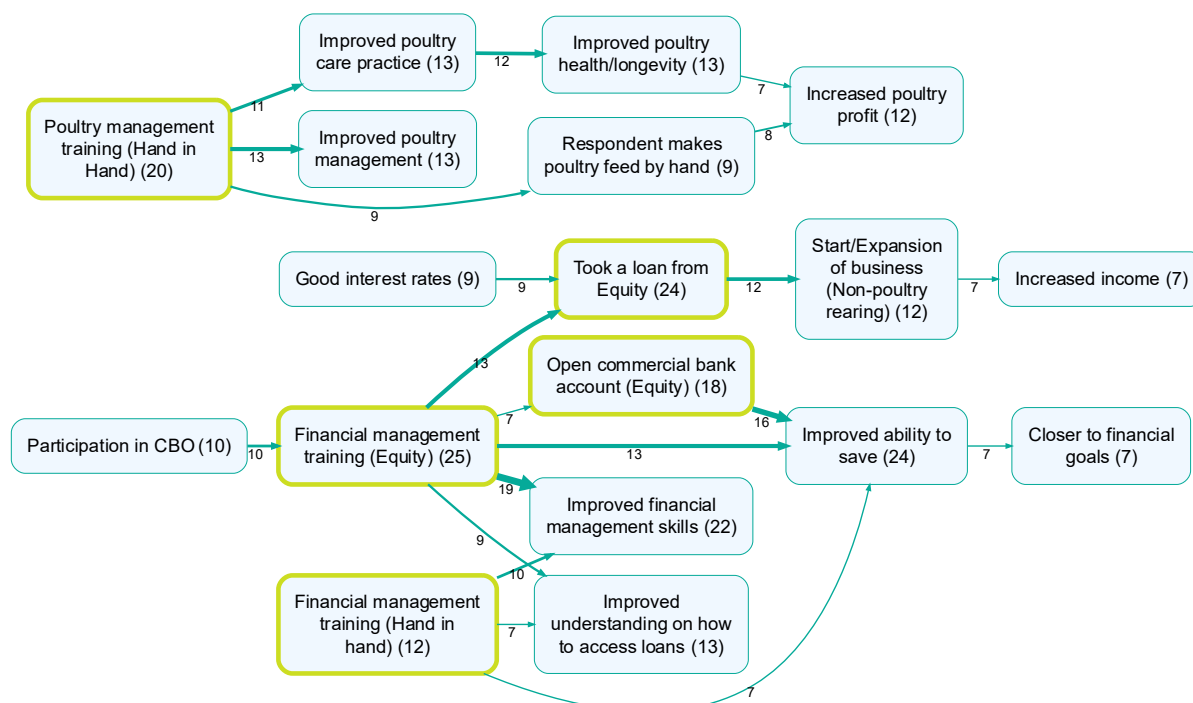 Improved poultry
care practice (13)
12
Improved poultry
health/longevity (13)
7
Increased poultry
profit (12)
11
Poultry management
training (Hand in
Hand) (20)
13
Improved poultry
management (13)
Respondent makes
poultry feed by hand (9)
8
9
Good interest rates (9)
9
Took a loan from
Equity (24)
12
Start/Expansion
of business
(Non-poultry
rearing) (12)
7
Increased income (7)
13
Open commercial bank
account (Equity) (18)
7
16
Participation in CBO (10)
10
Financial management
training (Equity) (25)
13
Improved ability to
save (24)
7
Closer to financial
goals (7)
19
Improved financial
management skills (22)
9
10
Financial management
training (Hand in
hand) (12)
7
Improved
understanding on how
to access loans (13)
7